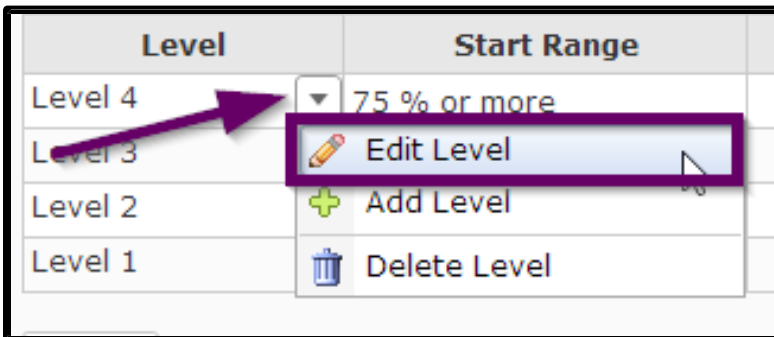 Level Start Range
Level 4 75 % or more
Level 3 Edit Level
Level 2 Add Level
Level 1 Delete Level